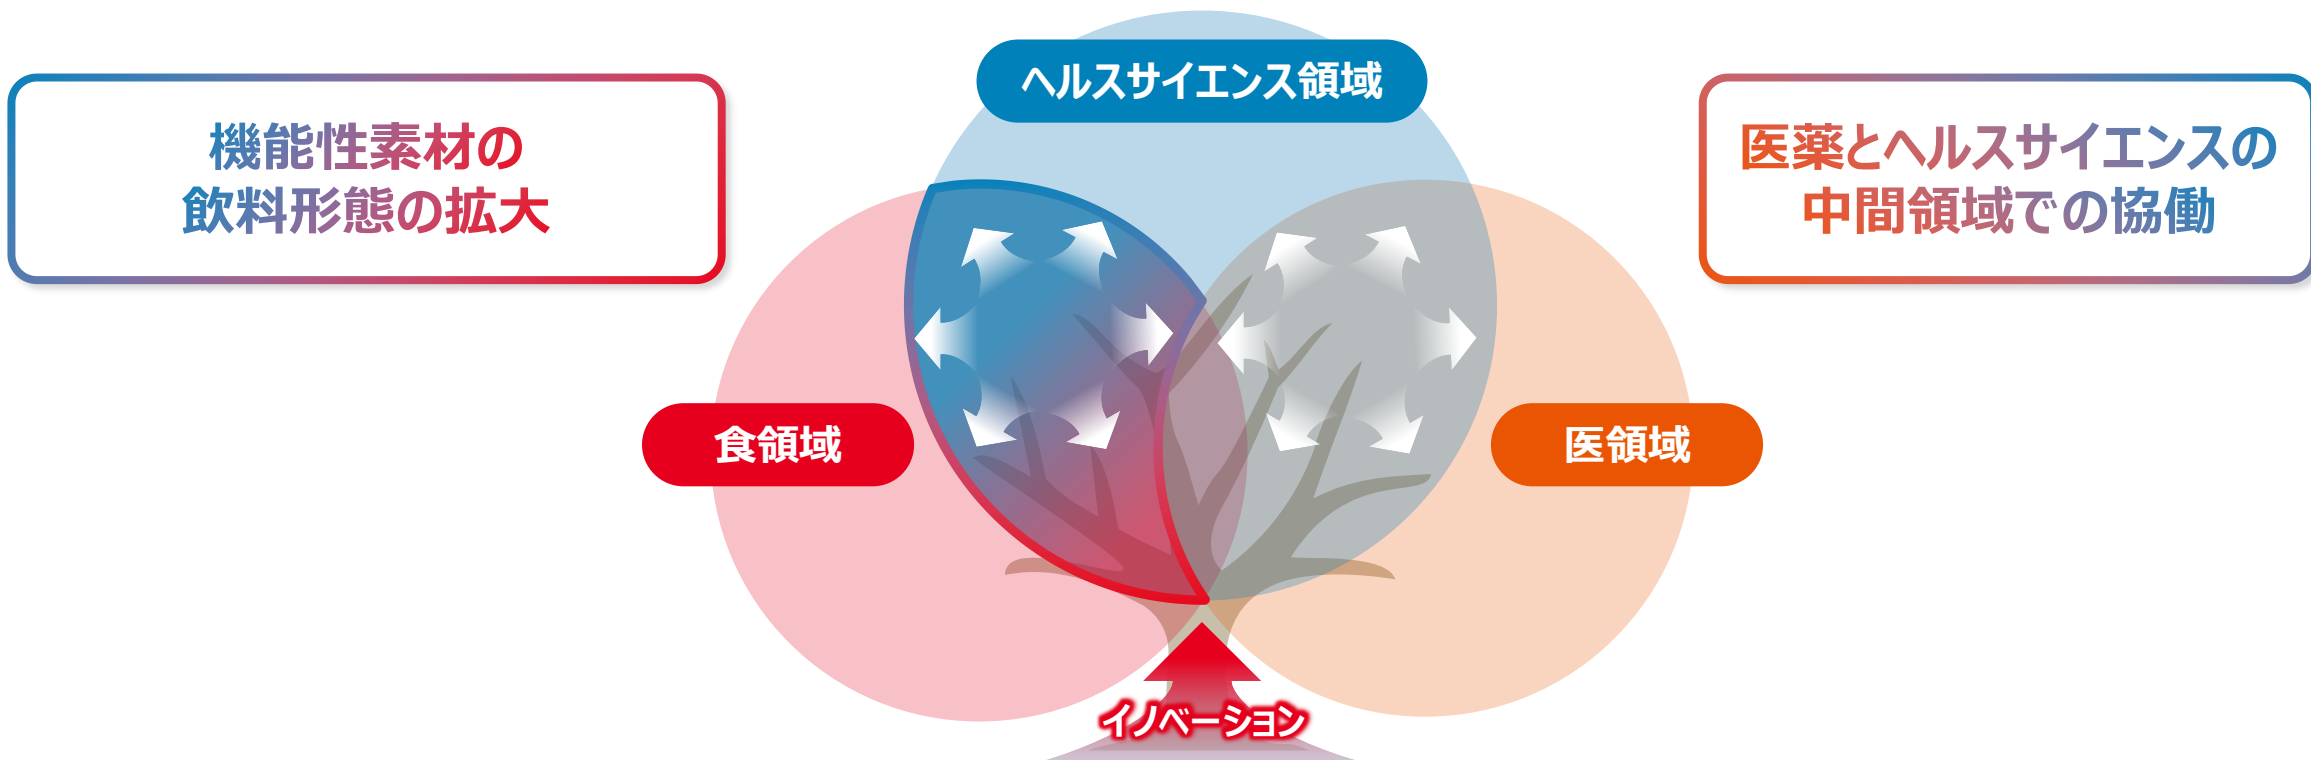 ヘルスサイエンス領域
機能性素材の
飲料形態の拡大
医薬とヘルスサイエンスの
中間領域での協働
食領域
医領域
イノベーション